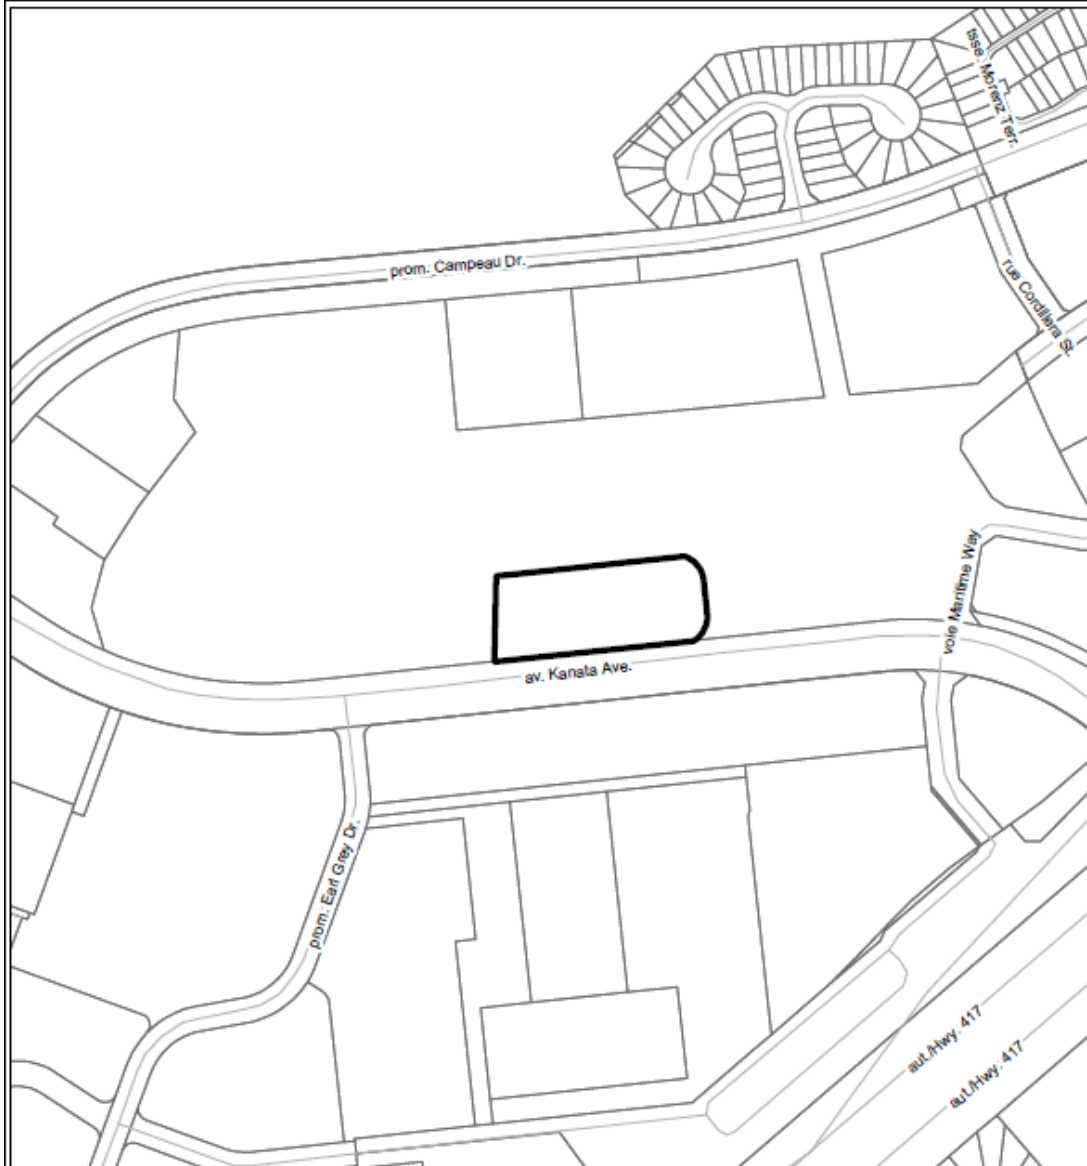 tsse. Morenz Terr.
prom. Campeau Dr.
rue Cordillera St.
voie Maritime Way
av. Kanata Ave.
prom. Earl Grey Dr.
aut./Hwy. 417
aut./Hwy. 417